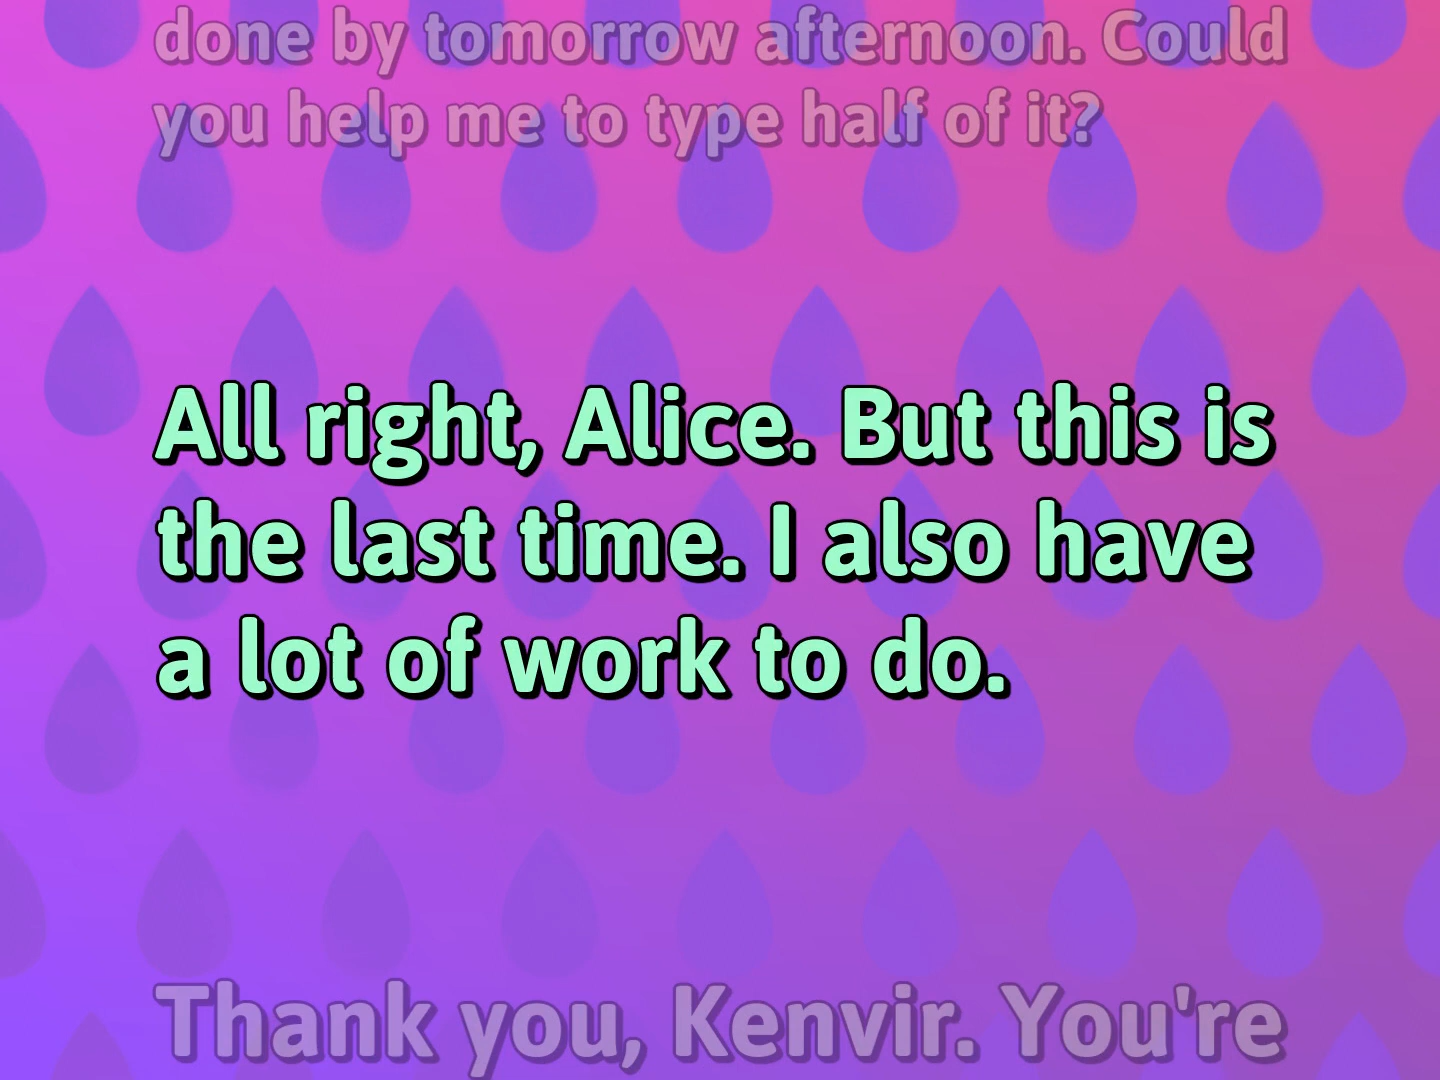 done by tomorrow afternoon. Could
you help me to type half of it?
All right, Alice. But this is
the last time. I also have
a lot of work to do.
Thank you, Kenvir. You're